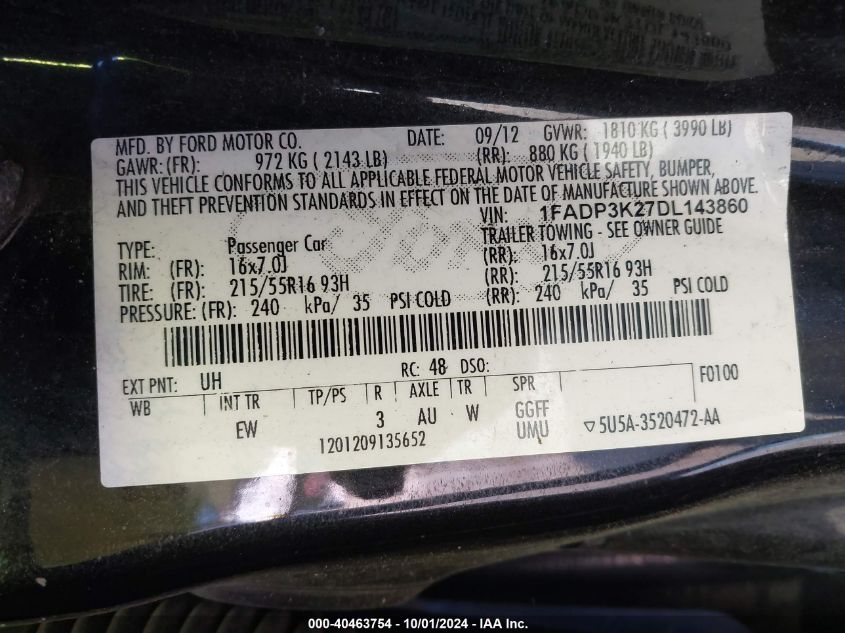 MFD. BY FORD MOTOR CO. DATE: 09/12 GVWR: 1810 KG ( 3990 LB)
GAWR: (FR): 972 KG ( 2143 LB) (RR): 880 KG ( 1940 LB)
THIS VEHICLE CONFORMS TO ALL APPLICABLE FEDERAL MOTOR VEHICLE SAFETY, BUMPER,
AND THEFT PREVENTION STANDARDS IN EFFECT ON THE DATE OF MANUFACTURE SHOWN ABOVE.
VIN: 1FADP3K27DL143860
TYPE: Passenger Car TRAILER TOWING - SEE OWNER GUIDE
RIM: (FR): 16x7.0J (RR): 16x7.0J
TIRE: (FR): 215/55R16 93H (RR): 215/55R16 93H
PRESSURE: (FR): 240 kPa/ 35 PSI COLD (RR): 240 kPa/ 35 PSI COLD
EXT PNT: UH RC: 48 DSO: F0100
WB INT TR TP/PS R AXLE TR SPR
EW 3 AU W GGFF
UMU
1201209135652 ▽5U5A-3520472-AA
000-40463754 - 10/01/2024 - IAA Inc.